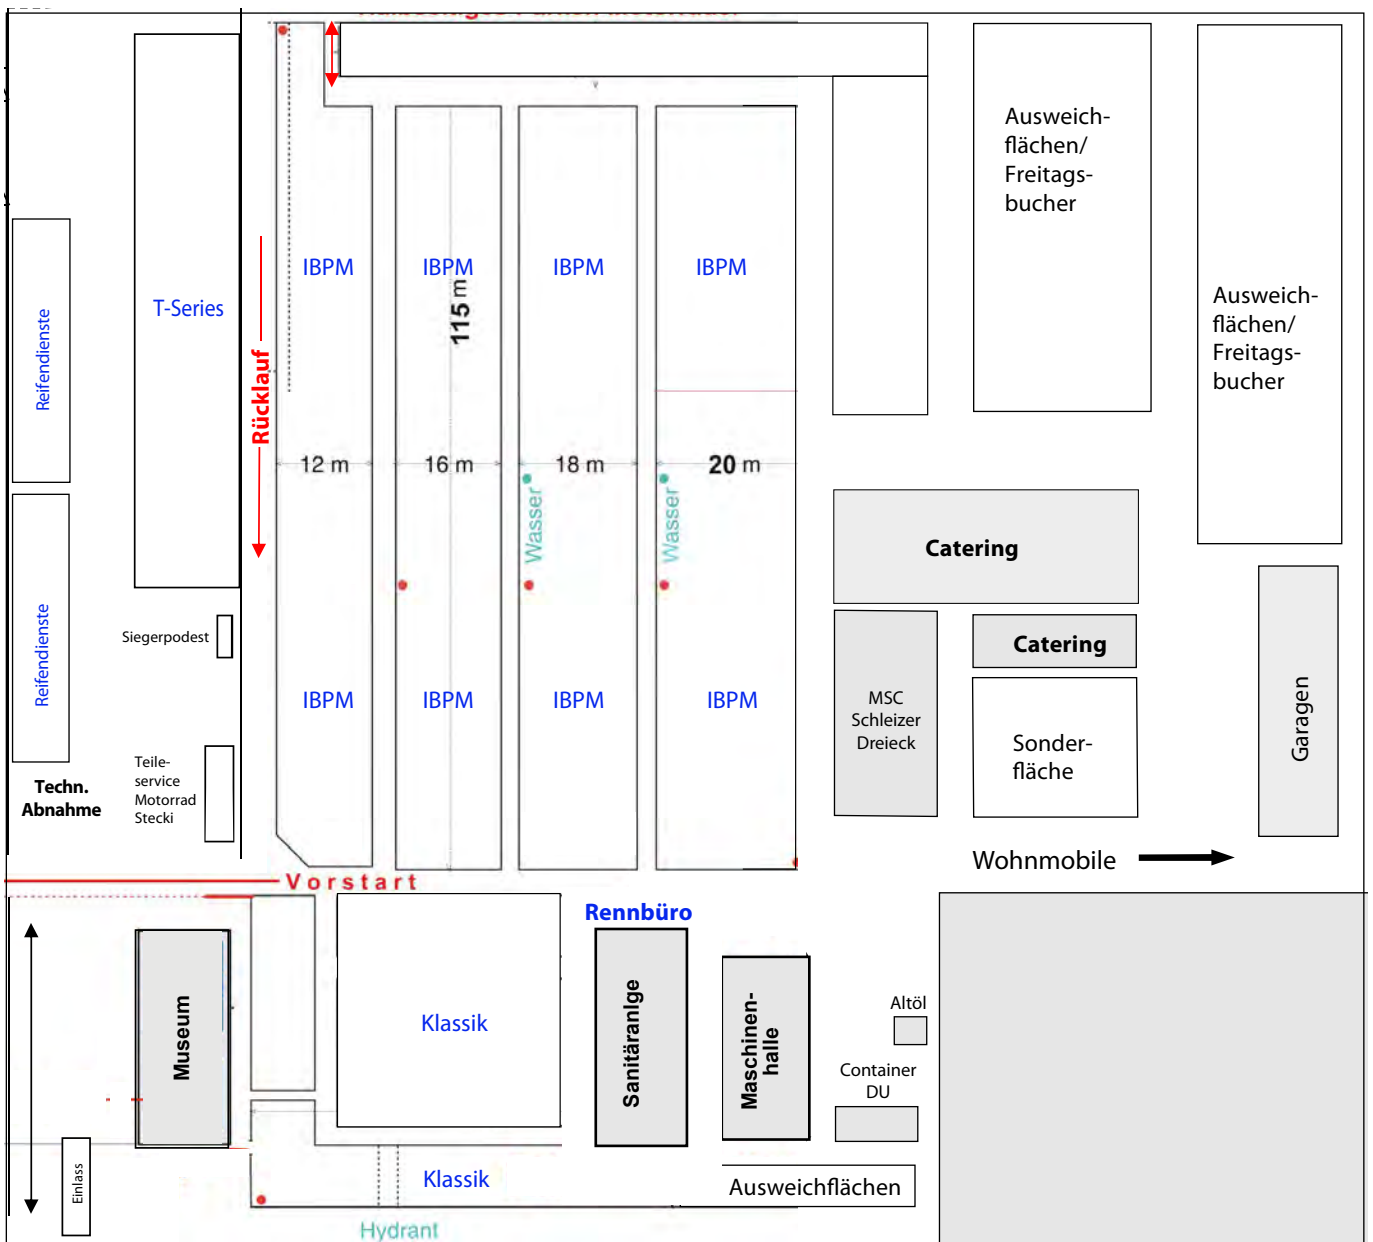 Ausweich-
flächen/
Freitags-
bucher
Ausweich-
flächen/
Freitags-
bucher
IBPM
IBPM
IBPM
IBPM
T-Series
115 m
Reifendienste
Rücklauf
12 m
16 m
18 m
20 m
Wasser
Wasser
Catering
Catering
Siegerpodest
Reifendienste
IBPM
IBPM
IBPM
IBPM
MSC
Schleizer
Dreieck
Sonder-
fläche
Garagen
Techn.
Abnahme
Teile-
service
Motorrad
Stecki
Wohnmobile
Vorstart
Rennbüro
Museum
Klassik
Sanitäranlge
Maschinen-
halle
Altöl
Container
DU
Einlass
Klassik
Ausweichflächen
Hydrant